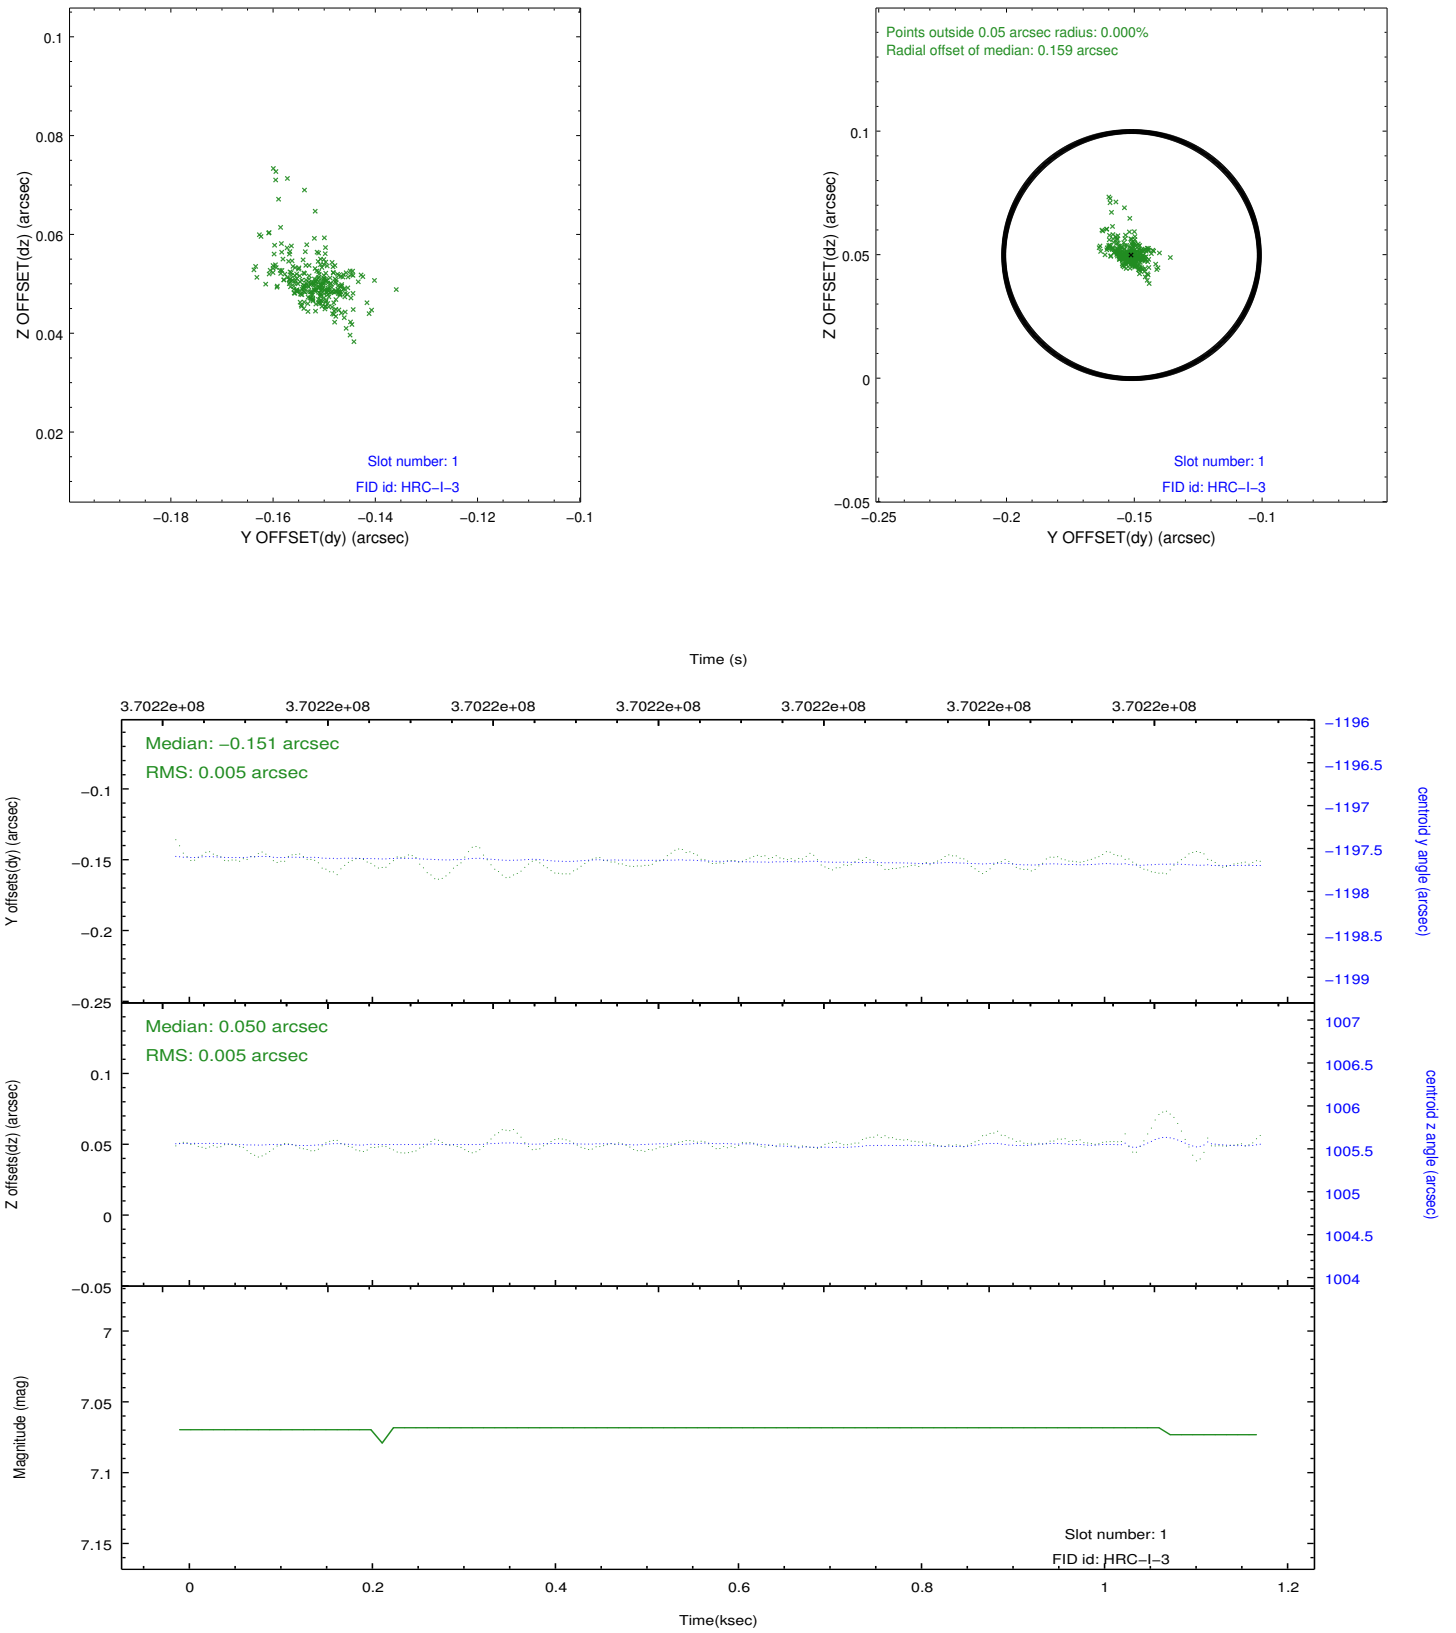 0.1
0.08
0.06
0.04
0.02
−0.18
−0.16
−0.14
−0.12
−0.1
Z OFFSET(dz) (arcsec)
Y OFFSET(dy) (arcsec)
Slot number: 1
FID id: HRC−I−3
Points outside 0.05 arcsec radius: 0.000%
Radial offset of median: 0.159 arcsec
0.1
0.05
0
−0.05
−0.25
−0.2
−0.15
−0.1
Z OFFSET(dz) (arcsec)
Y OFFSET(dy) (arcsec)
Slot number: 1
FID id: HRC−I−3
Time (s)
3.7022e+08 3.7022e+08 3.7022e+08 3.7022e+08 3.7022e+08 3.7022e+08 3.7022e+08
Median: −0.151 arcsec
RMS: 0.005 arcsec
−0.1
−0.15
−0.2
−0.25
Y offsets(dy) (arcsec)
−1196
−1196.5
−1197
−1197.5
−1198
−1198.5
−1199
centroid y angle (arcsec)
Median: 0.050 arcsec
RMS: 0.005 arcsec
0.1
0.05
0
−0.05
Z offsets(dz) (arcsec)
1007
1006.5
1006
1005.5
1005
1004.5
1004
centroid z angle (arcsec)
7
7.05
7.1
7.15
Magnitude (mag)
Slot number: 1
FID id: HRC−I−3
0 0.2 0.4 0.6 0.8 1 1.2
Time(ksec)